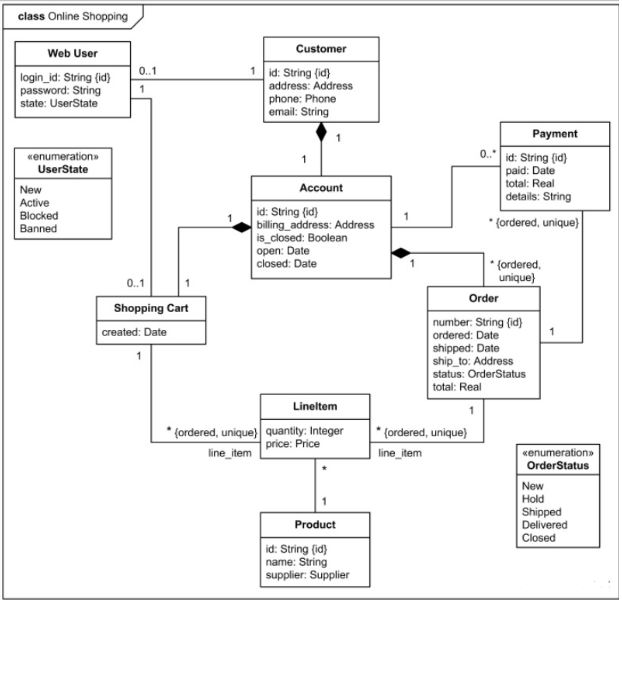 class Online Shopping
Web User
login_id: String {id}
password: String
state: UserState
0..1
1
1
Customer
id: String {id}
address: Address
phone: Phone
email: String
1
1
«enumeration»
UserState
New
Active
Blocked
Banned
Account
id: String {id}
billing_address: Address
is_closed: Boolean
open: Date
closed: Date
Payment
id: String {id}
paid: Date
total: Real
details: String
0..*
1
* {ordered, unique}
1
1
1
* {ordered,
unique}
0..1
1
Shopping Cart
created: Date
1
Order
number: String {id}
ordered: Date
shipped: Date
ship_to: Address
status: OrderStatus
total: Real
1
LineItem
quantity: Integer
price: Price
* {ordered, unique}
line_item
* {ordered, unique}
line_item
*
1
Product
id: String {id}
name: String
supplier: Supplier
«enumeration»
OrderStatus
New
Hold
Shipped
Delivered
Closed